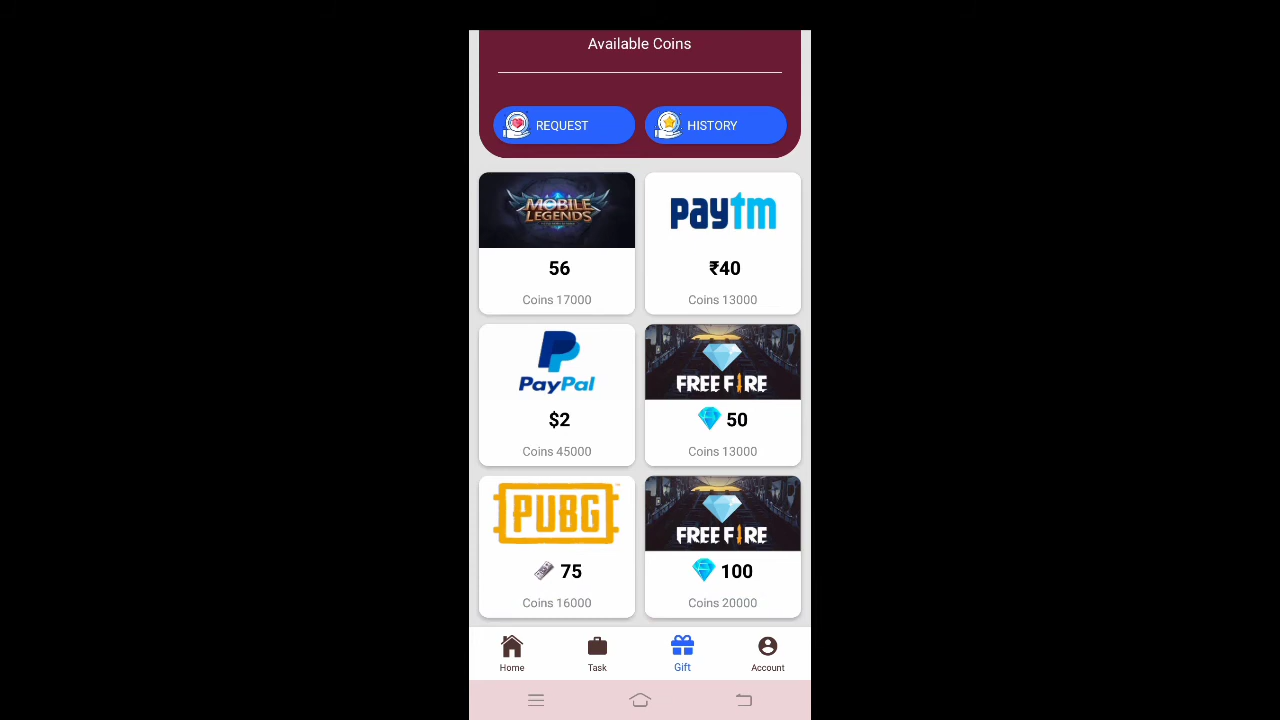 Available Coins
REQUEST
HISTORY
MOBILE
LEGENDS
paytm
56
₹40
Coins 17000
Coins 13000
PayPal
FREE FIRE
$2
50
Coins 45000
Coins 13000
PUBG
FREE FIRE
75
100
Coins 16000
Coins 20000
Home
Task
Gift
Account